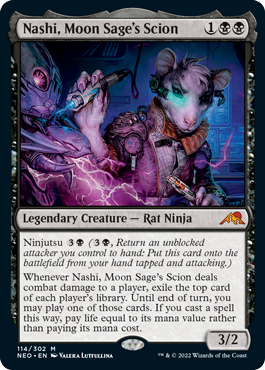 Nashi, Moon Sage's Scion 1
Legendary Creature — Rat Ninja
Ninjutsu 3 (3, Return an unblocked
attacker you control to hand: Put this card onto the
battlefield from your hand tapped and attacking.)
Whenever Nashi, Moon Sage's Scion deals
combat damage to a player, exile the top card
of each player's library. Until end of turn, you
may play one of those cards. If you cast a spell
this way, pay life equal to its mana value rather
than paying its mana cost.
3/2
114/302 M
NEO • EN VALERA LUTFULLINA
™ & © 2022 Wizards of the Coast